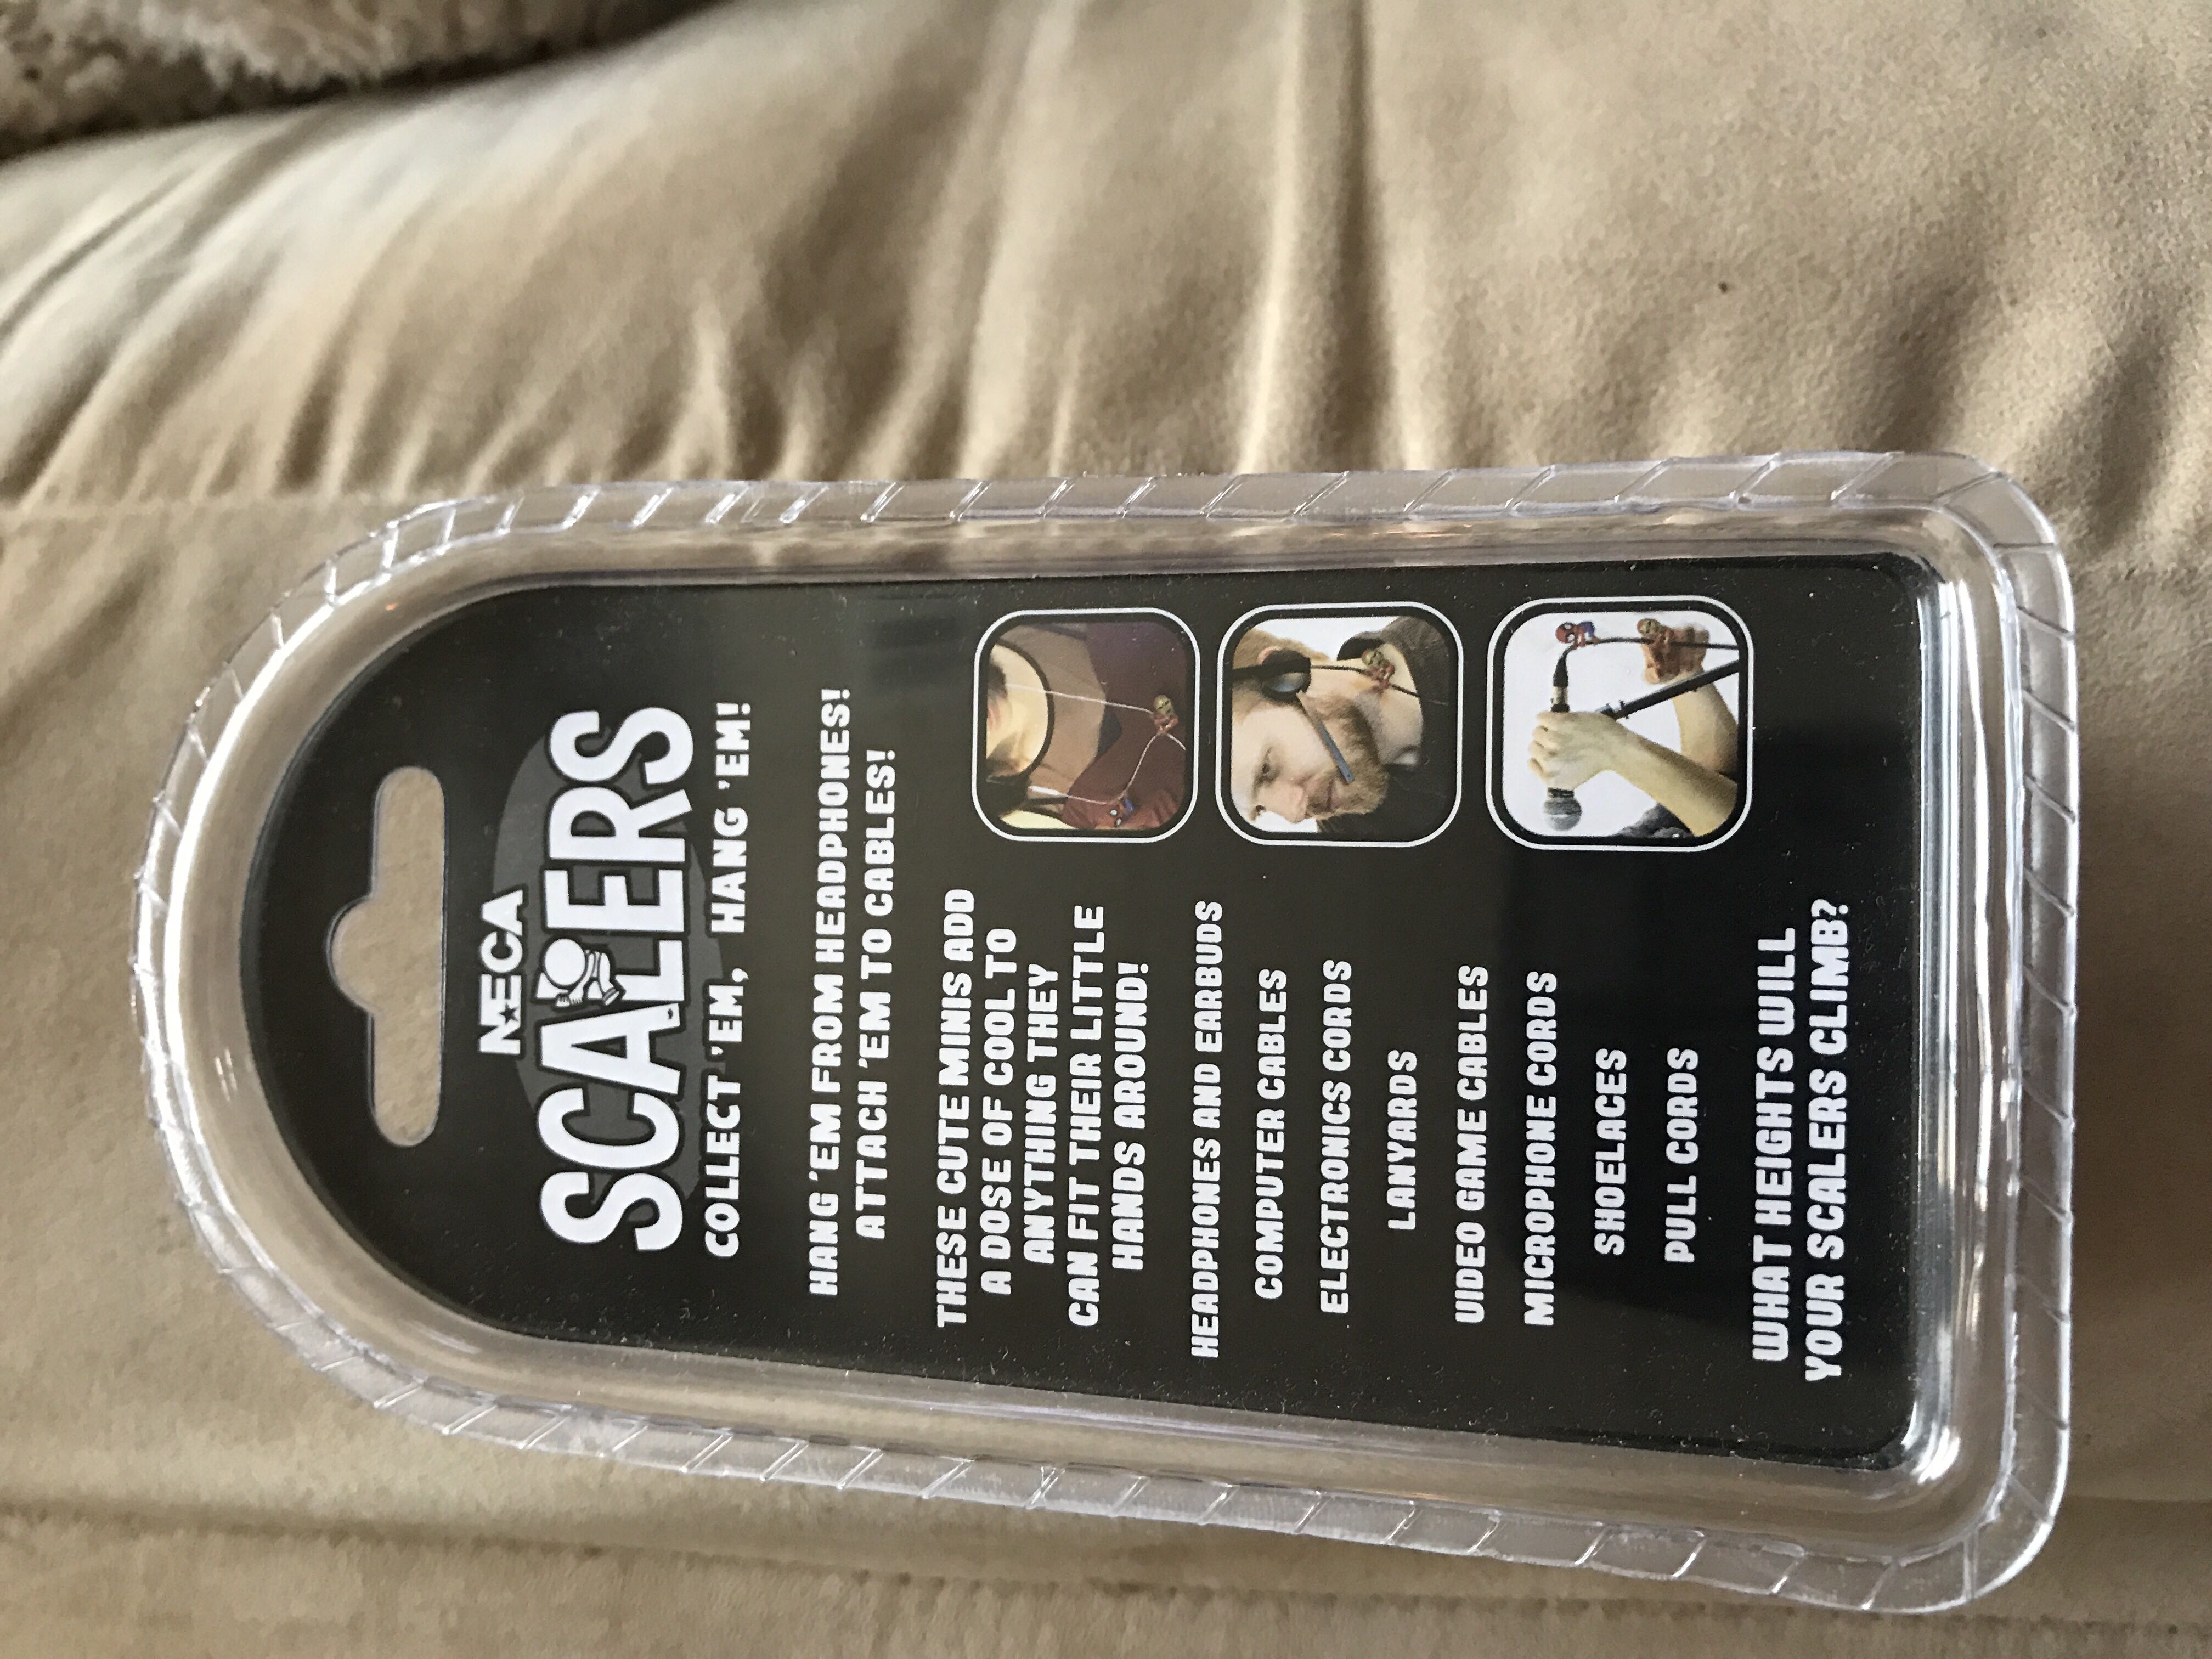 NECA
SCALERS
COLLECT 'EM, HANG 'EM!
HANG 'EM FROM HEADPHONES!
ATTACH 'EM TO CABLES!
THESE CUTE MINIS ADD
A DOSE OF COOL TO
ANYTHING THEY
CAN FIT THEIR LITTLE
HANDS AROUND!
HEADPHONES AND EARBUDS
COMPUTER CABLES
ELECTRONICS CORDS
LANYARDS
VIDEO GAME CABLES
MICROPHONE CORDS
SHOELACES
PULL CORDS
WHAT HEIGHTS WILL
YOUR SCALERS CLIMB?